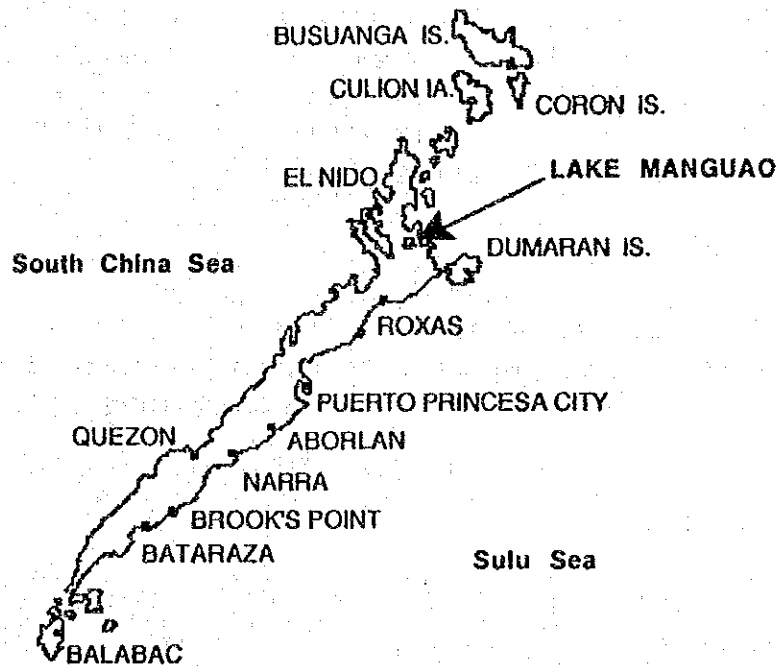 BUSUANGA IS.
CULION IA.
CORON IS.
EL NIDO
LAKE MANGUAO
DUMARAN IS.
South China Sea
ROXAS
PUERTO PRINCESA CITY
QUEZON
ABORLAN
NARRA
BROOK'S POINT
BATARAZA
Sulu Sea
BALABAC